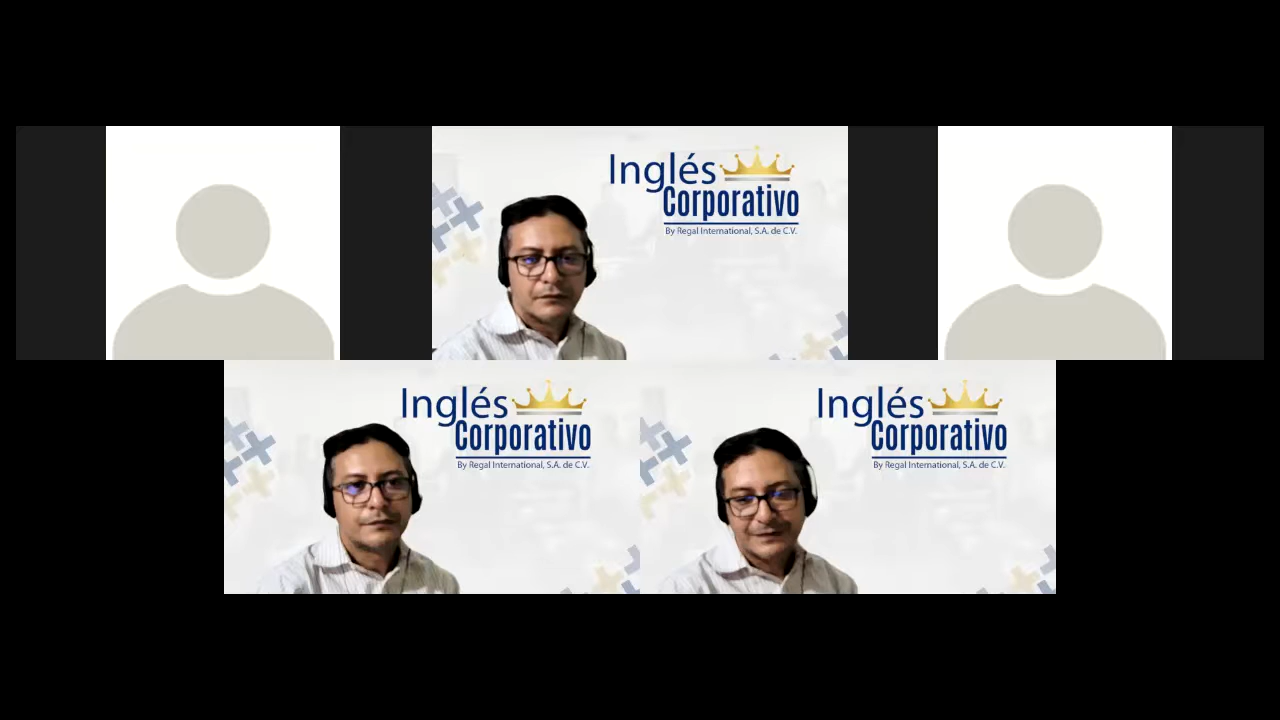 Inglés
Corporativo
By Regal International, S.A. de C.V.
Inglés
Corporativo
By Regal International, S.A. de C.V.
Inglés
Corporativo
By Regal International, S.A. de C.V.